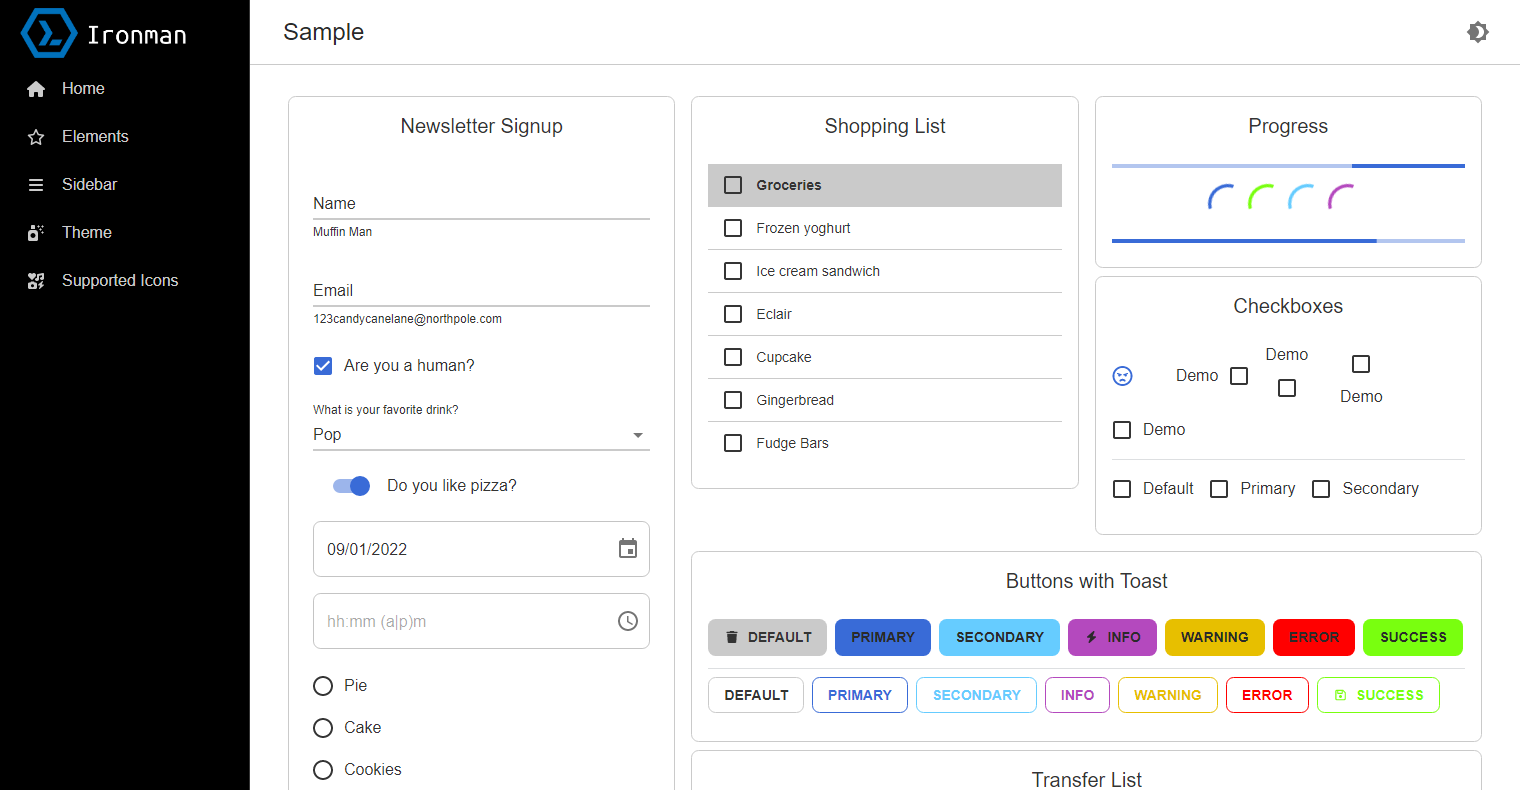 Ironman
Home
Elements
Sidebar
Theme
Supported Icons
Sample
Newsletter Signup
Name
Muffin Man
Email
123candycanelane@northpole.com
Are you a human?
What is your favorite drink?
Pop
Do you like pizza?
09/01/2022
hh:mm (a|p)m
Pie
Cake
Cookies
Shopping List
Groceries
Frozen yoghurt
Ice cream sandwich
Eclair
Cupcake
Gingerbread
Fudge Bars
Progress
Checkboxes
Demo
Demo
Demo
Demo
Default Primary Secondary
Buttons with Toast
DEFAULT PRIMARY SECONDARY INFO WARNING ERROR SUCCESS
DEFAULT PRIMARY SECONDARY INFO WARNING ERROR SUCCESS
Transfer List